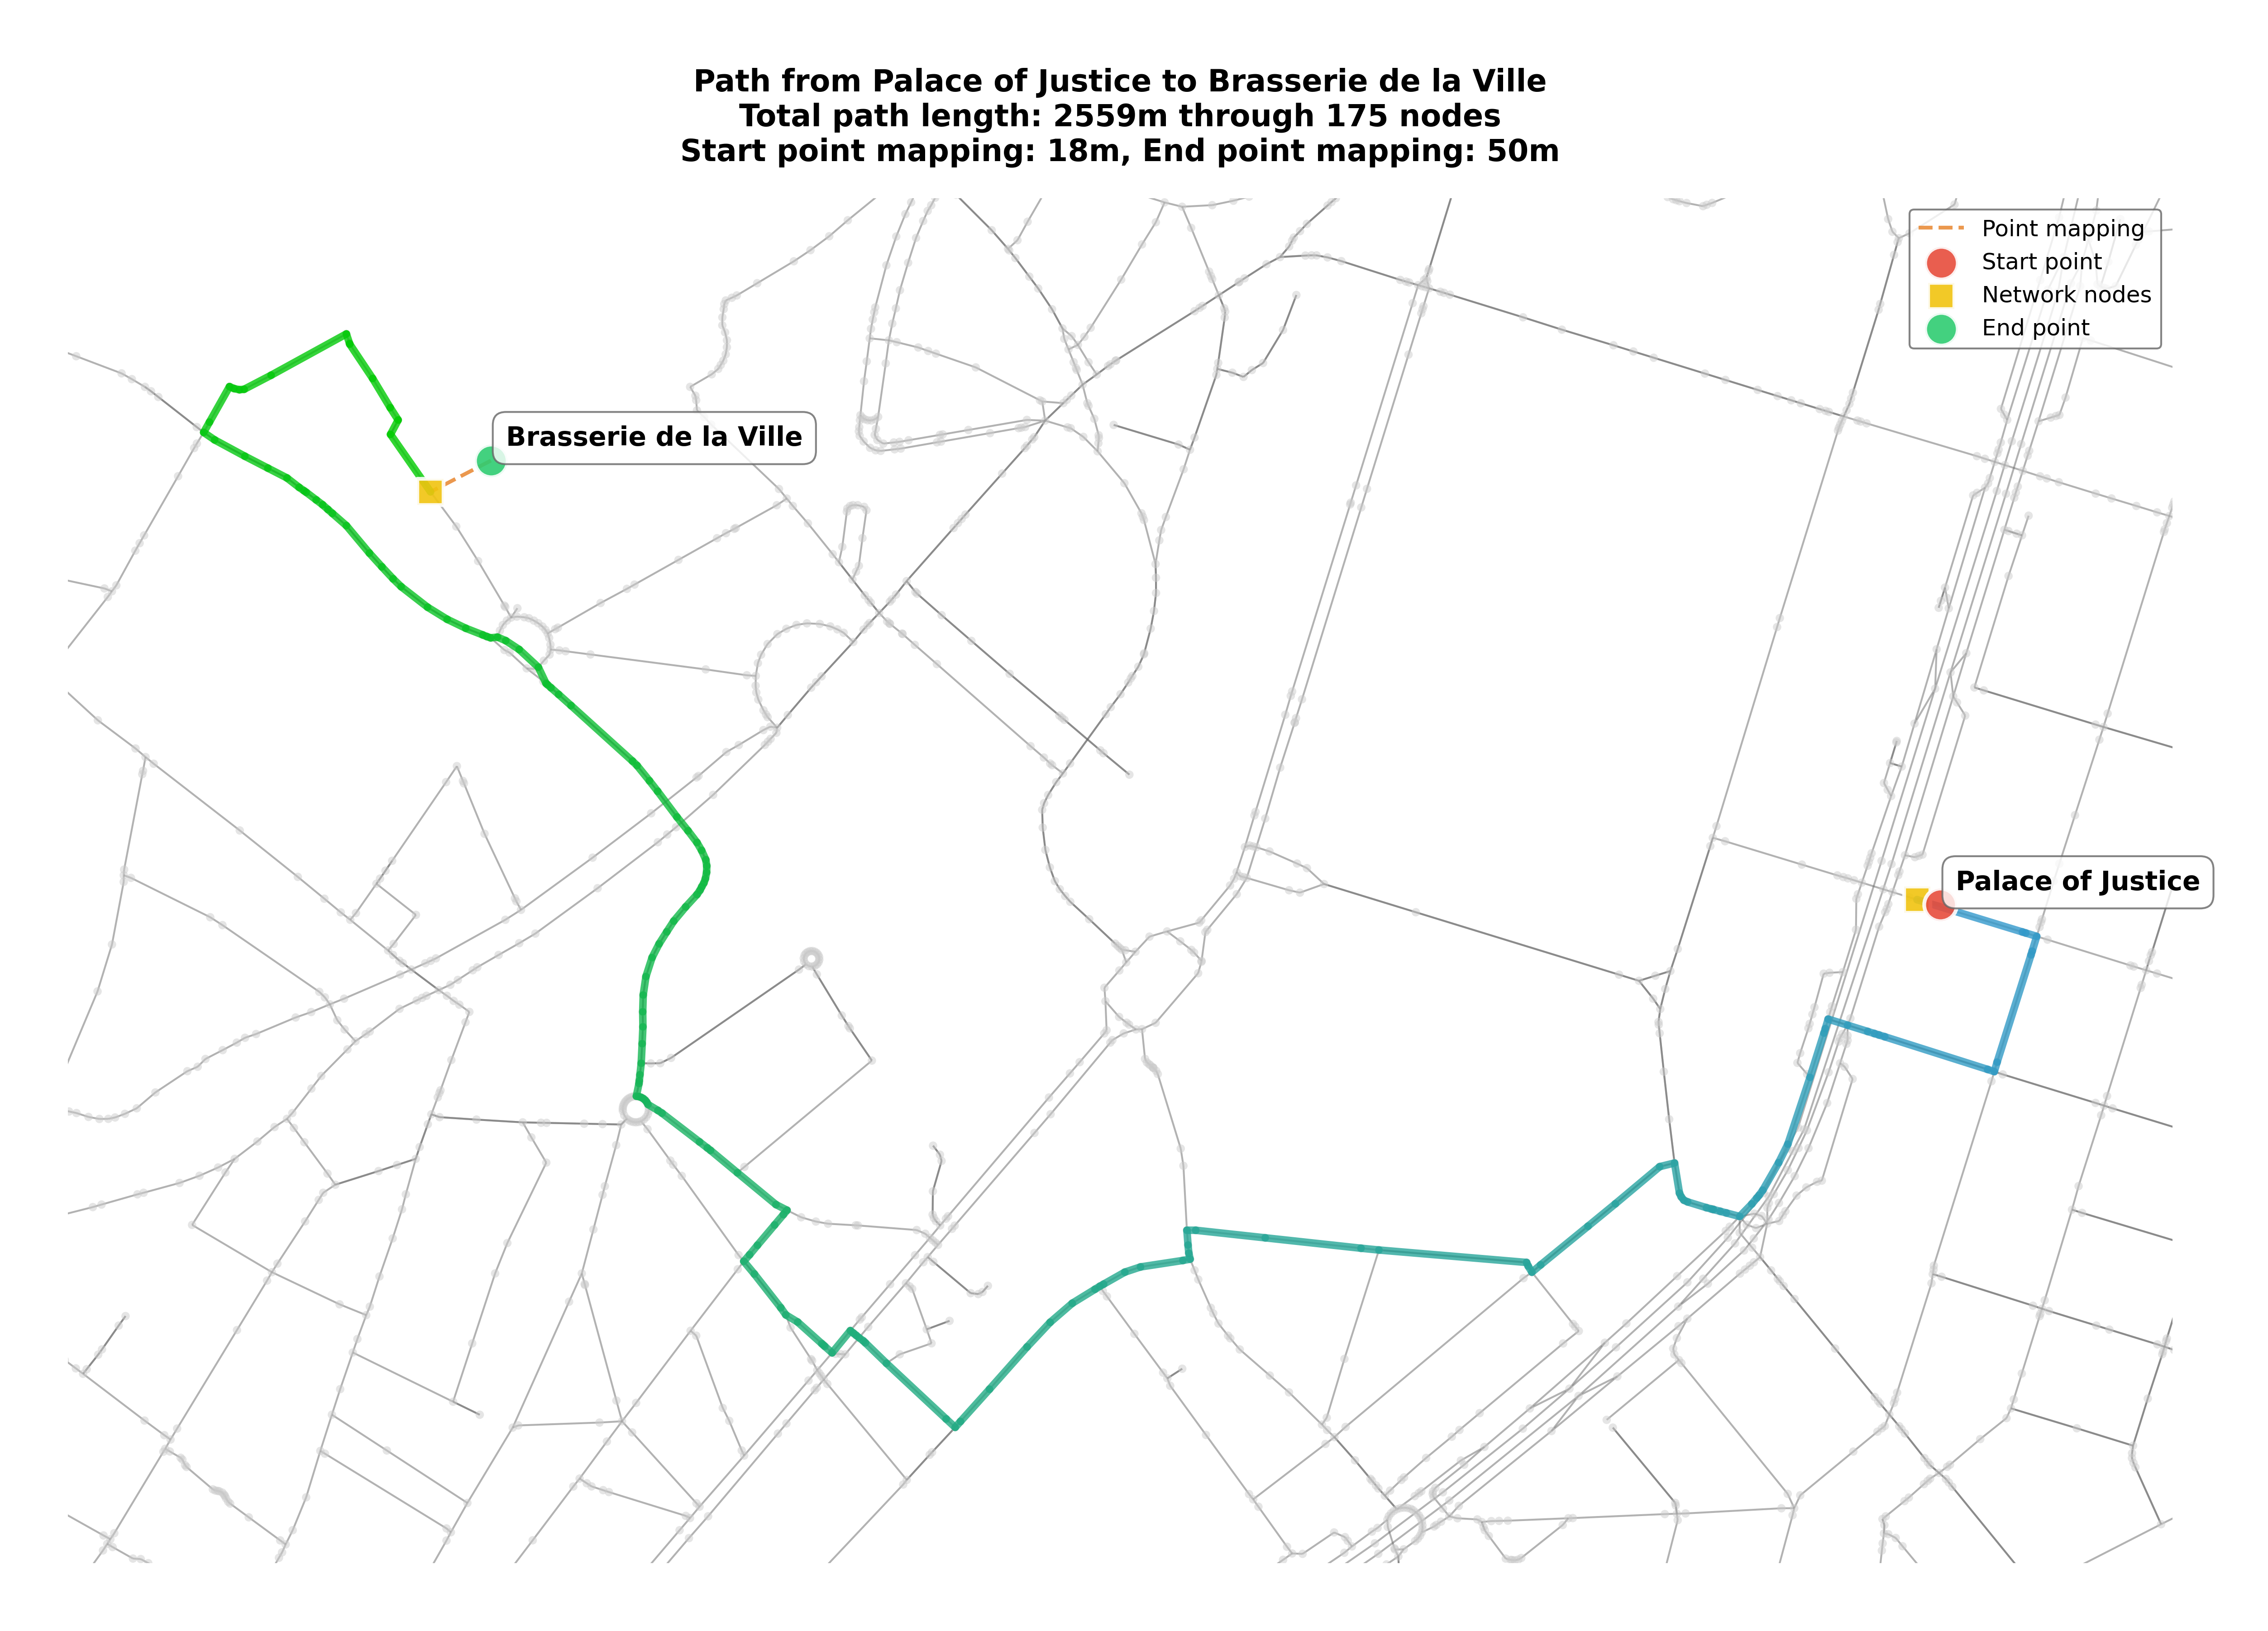 Path from Palace of Justice to Brasserie de la Ville
Total path length: 2559m through 175 nodes
Start point mapping: 18m, End point mapping: 50m
Point mapping
Start point
Network nodes
End point
Brasserie de la Ville
Palace of Justice